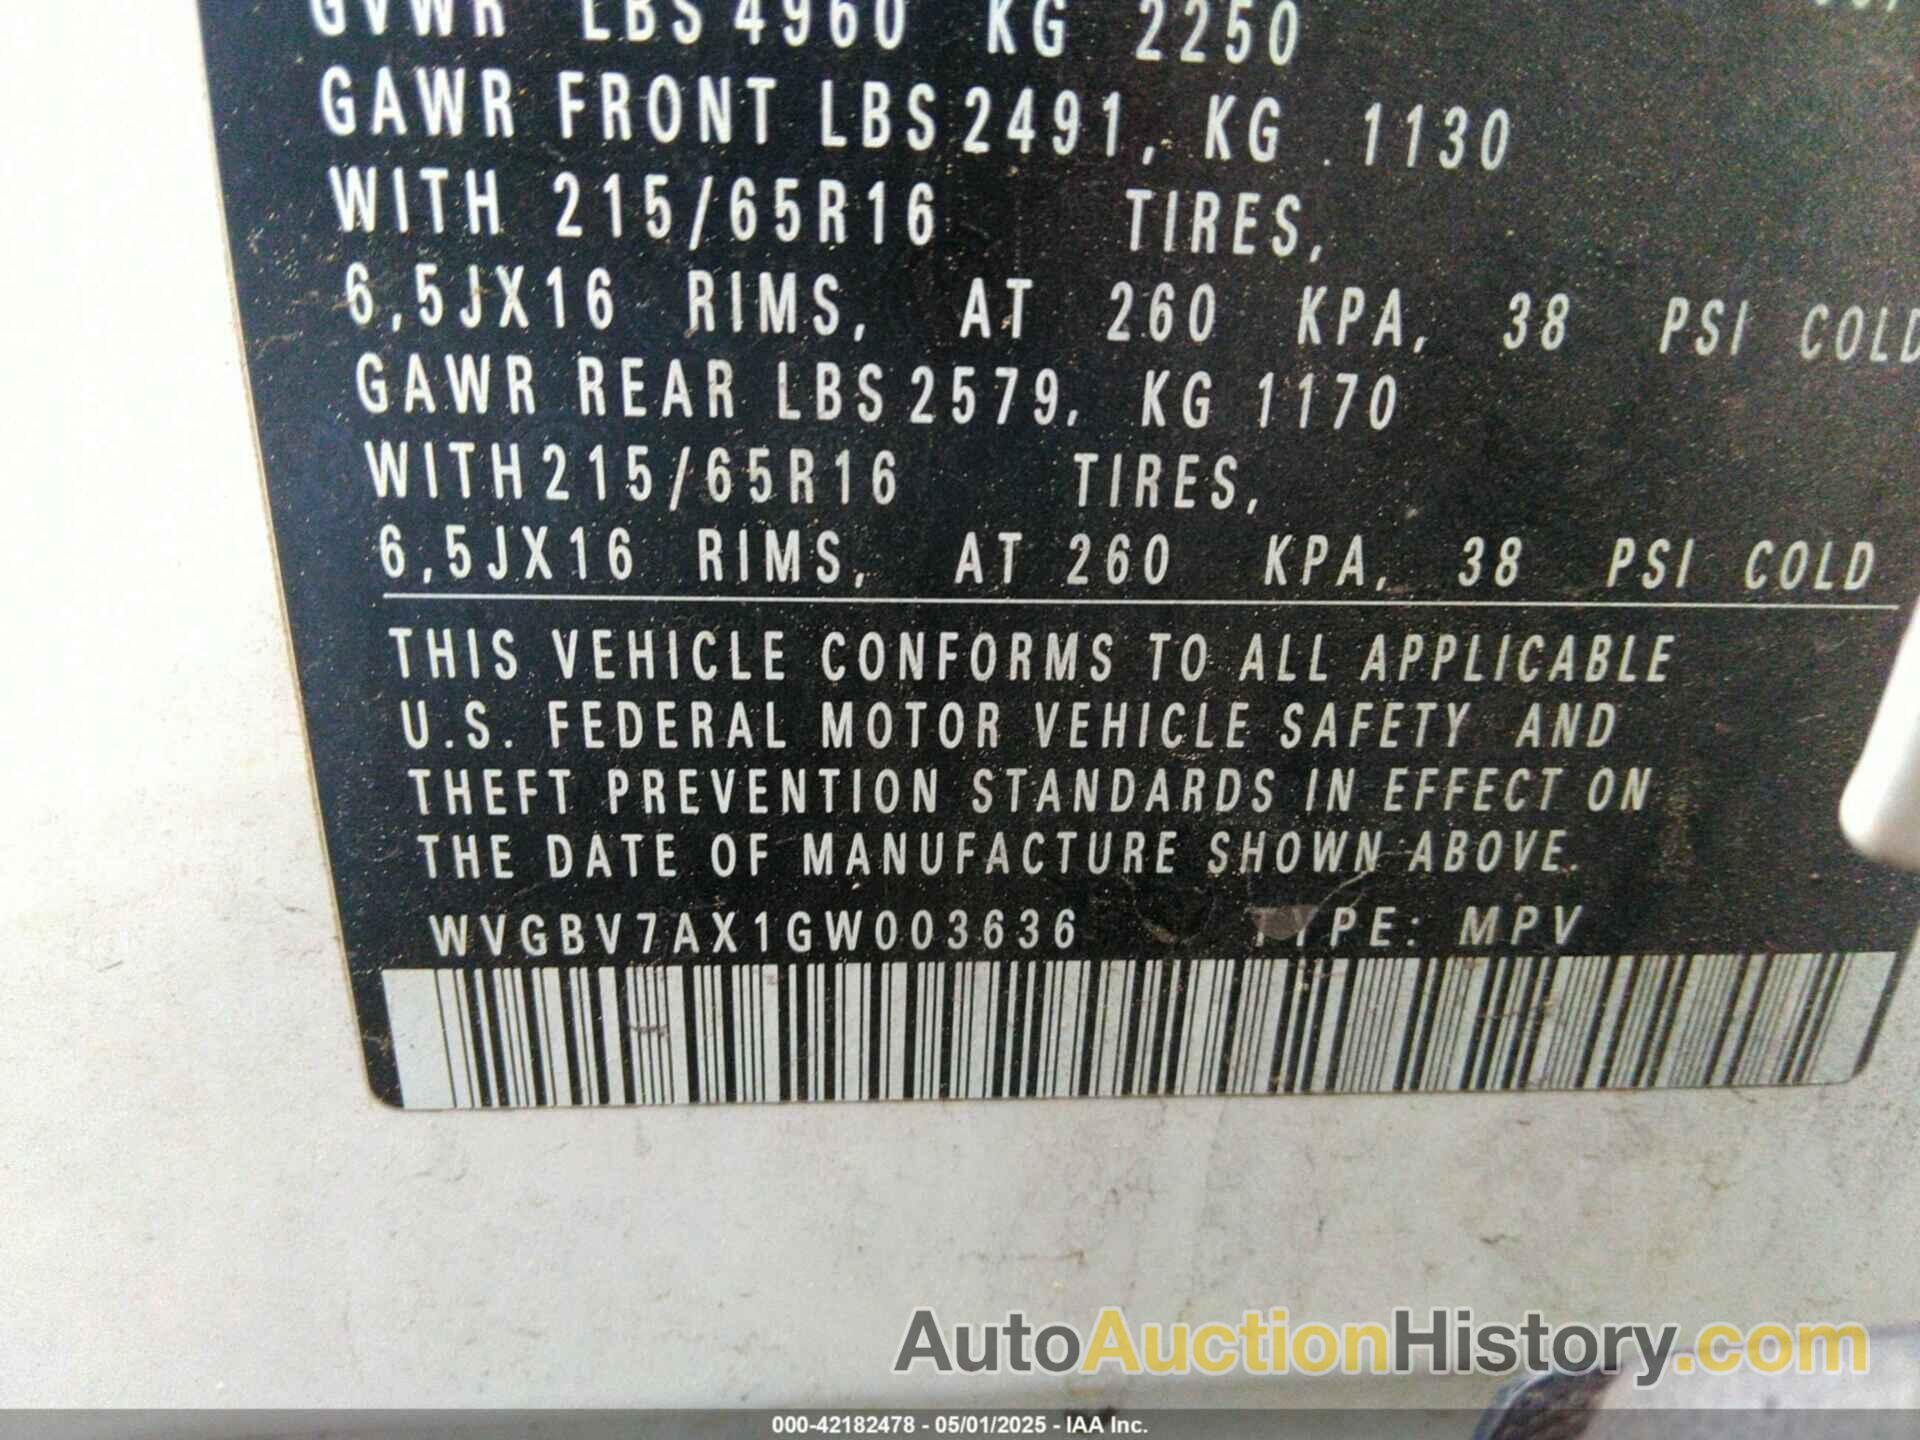 GVWR LBS 4960 KG 2250
GAWR FRONT LBS 2491, KG . 1130
WITH 215/65R16 TIRES,
6,5JX16 RIMS, AT 260 KPA, 38 PSI COLD
GAWR REAR LBS 2579, KG 1170
WITH 215/65R16 TIRES,
6,5JX16 RIMS, AT 260 KPA, 38 PSI COLD
THIS VEHICLE CONFORMS TO ALL APPLICABLE
U.S. FEDERAL MOTOR VEHICLE SAFETY AND
THEFT PREVENTION STANDARDS IN EFFECT ON
THE DATE OF MANUFACTURE SHOWN ABOVE.
WVGBV7AX1GW003636 TYPE: MPV
AutoAuctionHistory.com
000-42182478 - 05/01/2025 - IAA Inc.